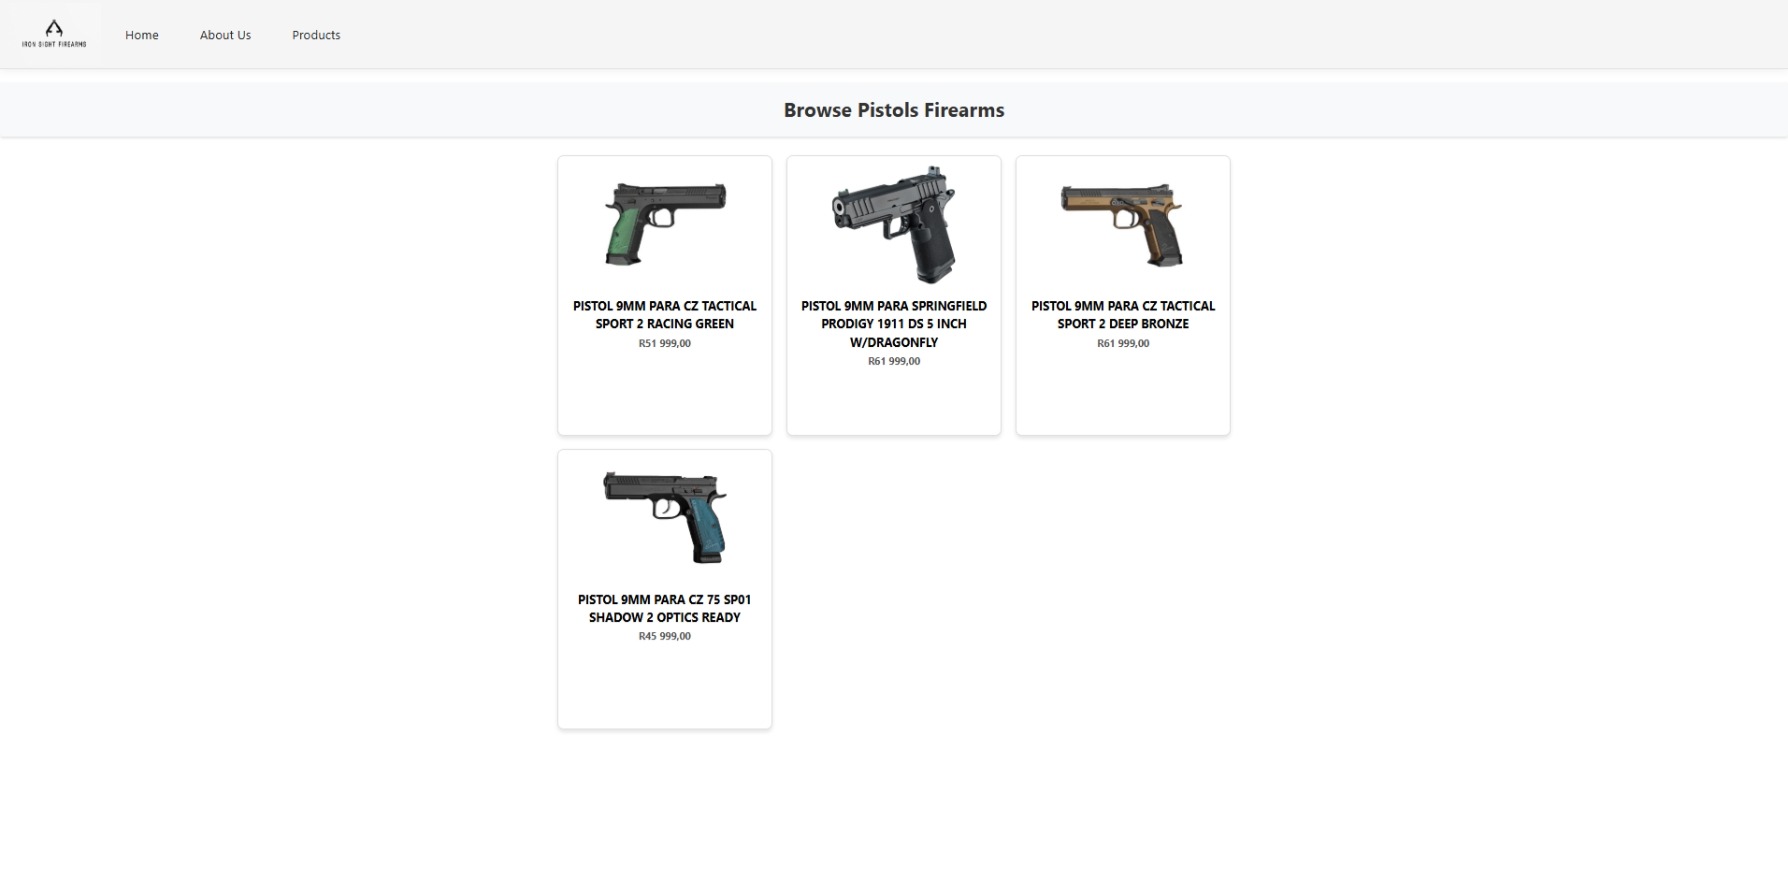 IRON SIGHT FIREARMS
Home
About Us
Products
Browse Pistols Firearms
PISTOL 9MM PARA CZ TACTICAL
SPORT 2 RACING GREEN
R51 999,00
PISTOL 9MM PARA SPRINGFIELD
PRODIGY 1911 DS 5 INCH
W/DRAGONFLY
R61 999,00
PISTOL 9MM PARA CZ TACTICAL
SPORT 2 DEEP BRONZE
R61 999,00
PISTOL 9MM PARA CZ 75 SP01
SHADOW 2 OPTICS READY
R45 999,00